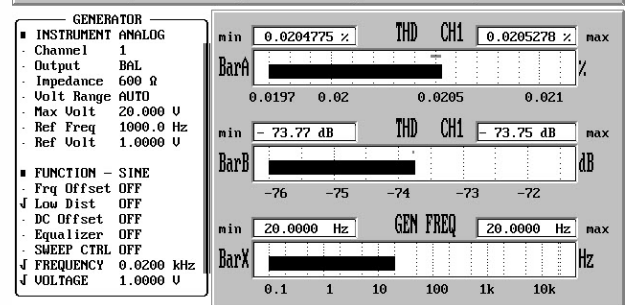 GENERATOR
INSTRUMENT ANALOG
Channel 1
Output BAL
Impedance 600 Ω
Volt Range AUTO
Max Volt 20.000 V
Ref Freq 1000.0 Hz
Ref Volt 1.0000 V
FUNCTION - SINE
Frq Offset OFF
√ Low Dist OFF
DC Offset OFF
Equalizer OFF
SWEEP CTRL OFF
√ FREQUENCY 0.0200 kHz
√ VOLTAGE 1.0000 V
min 0.0204775 % THD CH1 0.0205278 % max
BarA %
0.0197 0.02 0.0205 0.021
min - 73.77 dB THD CH1 - 73.75 dB max
BarB dB
-76 -75 -74 -73 -72
min 20.0000 Hz GEN FREQ 20.0000 Hz max
BarX Hz
0.1 1 10 100 1k 10k